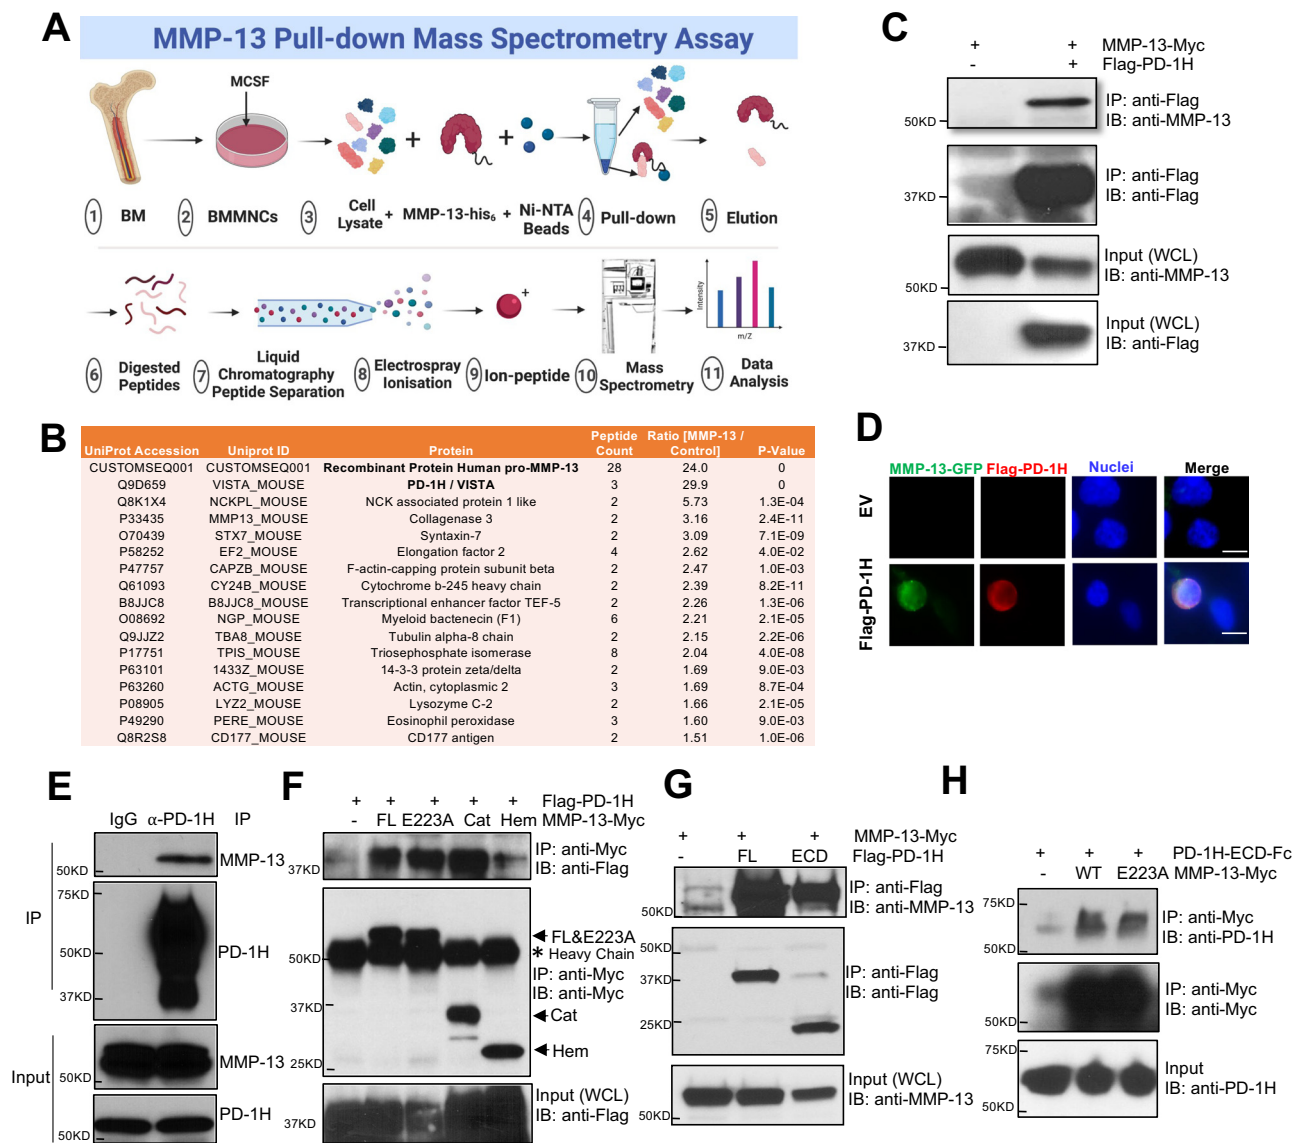 A
MMP-13 Pull-down Mass Spectrometry Assay
MCSF
+ +
1 BM 2 BMMNCs 3 Cell Lysate + MMP-13-his6 + Ni-NTA Beads 4 Pull-down 5 Elution
+
Intensity
m/Z
6 Digested Peptides 7 Liquid Chromatography Peptide Separation 8 Electrospray Ionisation 9 Ion-peptide 10 Mass Spectrometry 11 Data Analysis
B
UniProt Accession Uniprot ID Protein Peptide Count Ratio [MMP-13 / Control] P-Value
CUSTOMSEQ001 CUSTOMSEQ001 Recombinant Protein Human pro-MMP-13 28 24.0 0
Q9D659 VISTA_MOUSE PD-1H / VISTA 3 29.9 0
Q8K1X4 NCKPL_MOUSE NCK associated protein 1 like 2 5.73 1.3E-04
P33435 MMP13_MOUSE Collagenase 3 2 3.16 2.4E-11
O70439 STX7_MOUSE Syntaxin-7 2 3.09 7.1E-09
P58252 EF2_MOUSE Elongation factor 2 4 2.62 4.0E-02
P47757 CAPZB_MOUSE F-actin-capping protein subunit beta 2 2.47 1.0E-03
Q61093 CY24B_MOUSE Cytochrome b-245 heavy chain 2 2.39 8.2E-11
B8JJC8 B8JJC8_MOUSE Transcriptional enhancer factor TEF-5 2 2.26 1.3E-06
O08692 NGP_MOUSE Myeloid bactenecin (F1) 6 2.21 2.1E-05
Q9JJZ2 TBA8_MOUSE Tubulin alpha-8 chain 2 2.15 2.2E-06
P17751 TPIS_MOUSE Triosephosphate isomerase 8 2.04 4.0E-08
P63101 1433Z_MOUSE 14-3-3 protein zeta/delta 2 1.69 9.0E-03
P63260 ACTG_MOUSE Actin, cytoplasmic 2 3 1.69 8.7E-04
P08905 LYZ2_MOUSE Lysozyme C-2 2 1.66 2.1E-05
P49290 PERE_MOUSE Eosinophil peroxidase 3 1.60 9.0E-03
Q8R2S8 CD177_MOUSE CD177 antigen 2 1.51 1.0E-06
C
+ + MMP-13-Myc
- + Flag-PD-1H
50KD
IP: anti-Flag
IB: anti-MMP-13
37KD
IP: anti-Flag
IB: anti-Flag
50KD
Input (WCL)
IB: anti-MMP-13
37KD
Input (WCL)
IB: anti-Flag
D
MMP-13-GFP Flag-PD-1H Nuclei Merge
EV
Flag-PD-1H
E
IgG α-PD-1H IP
IP
50KD
MMP-13
75KD
50KD
37KD
PD-1H
Input
50KD
MMP-13
50KD
PD-1H
F
+ + + + + Flag-PD-1H
- FL E223A Cat Hem MMP-13-Myc
37KD
IP: anti-Myc
IB: anti-Flag
FL&E223A
* Heavy Chain
50KD
IP: anti-Myc
IB: anti-Myc
37KD
Cat
Hem
25KD
37KD
Input (WCL)
IB: anti-Flag
G
+ + + MMP-13-Myc
- FL ECD Flag-PD-1H
50KD
IP: anti-Flag
IB: anti-MMP-13
50KD
37KD
25KD
IP: anti-Flag
IB: anti-Flag
50KD
Input (WCL)
IB: anti-MMP-13
H
+ + + PD-1H-ECD-Fc
- WT E223A MMP-13-Myc
75KD
50KD
IP: anti-Myc
IB: anti-PD-1H
50KD
IP: anti-Myc
IB: anti-Myc
75KD
50KD
Input
IB: anti-PD-1H